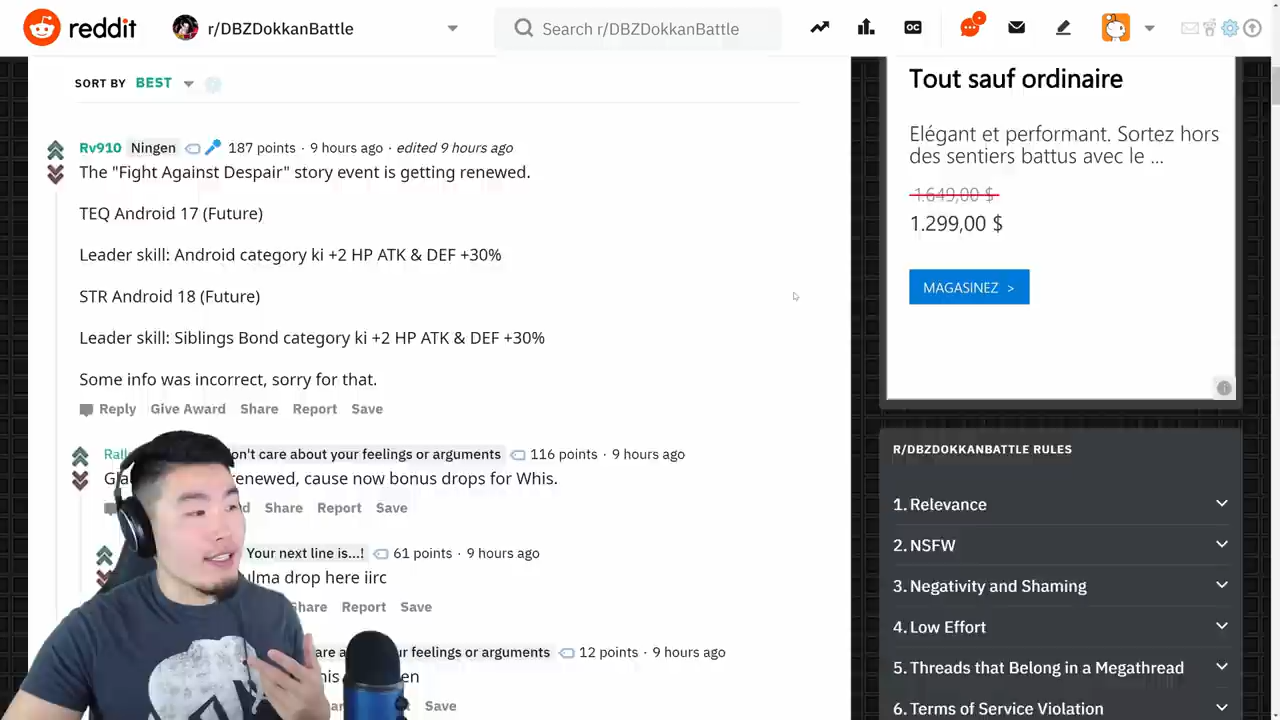 reddit
r/DBZDokkanBattle
Search r/DBZDokkanBattle
OC
SORT BY BEST
Rv910 Ningen 187 points · 9 hours ago · edited 9 hours ago
The "Fight Against Despair" story event is getting renewed.
TEQ Android 17 (Future)
Leader skill: Android category ki +2 HP ATK & DEF +30%
STR Android 18 (Future)
Leader skill: Siblings Bond category ki +2 HP ATK & DEF +30%
Some info was incorrect, sorry for that.
Reply Give Award Share Report Save
on't care about your feelings or arguments 116 points · 9 hours ago
renewed, cause now bonus drops for Whis.
Share Report Save
Your next line is...! 61 points · 9 hours ago
drop here iirc
Share Report Save
feelings or arguments 12 points · 9 hours ago
Save
Tout sauf ordinaire
Elégant et performant. Sortez hors
des sentiers battus avec le ...
1.649,00 $
1.299,00 $
MAGASINEZ >
R/DBZDOKKANBATTLE RULES
1. Relevance
2. NSFW
3. Negativity and Shaming
4. Low Effort
5. Threads that Belong in a Megathread
6. Terms of Service Violation